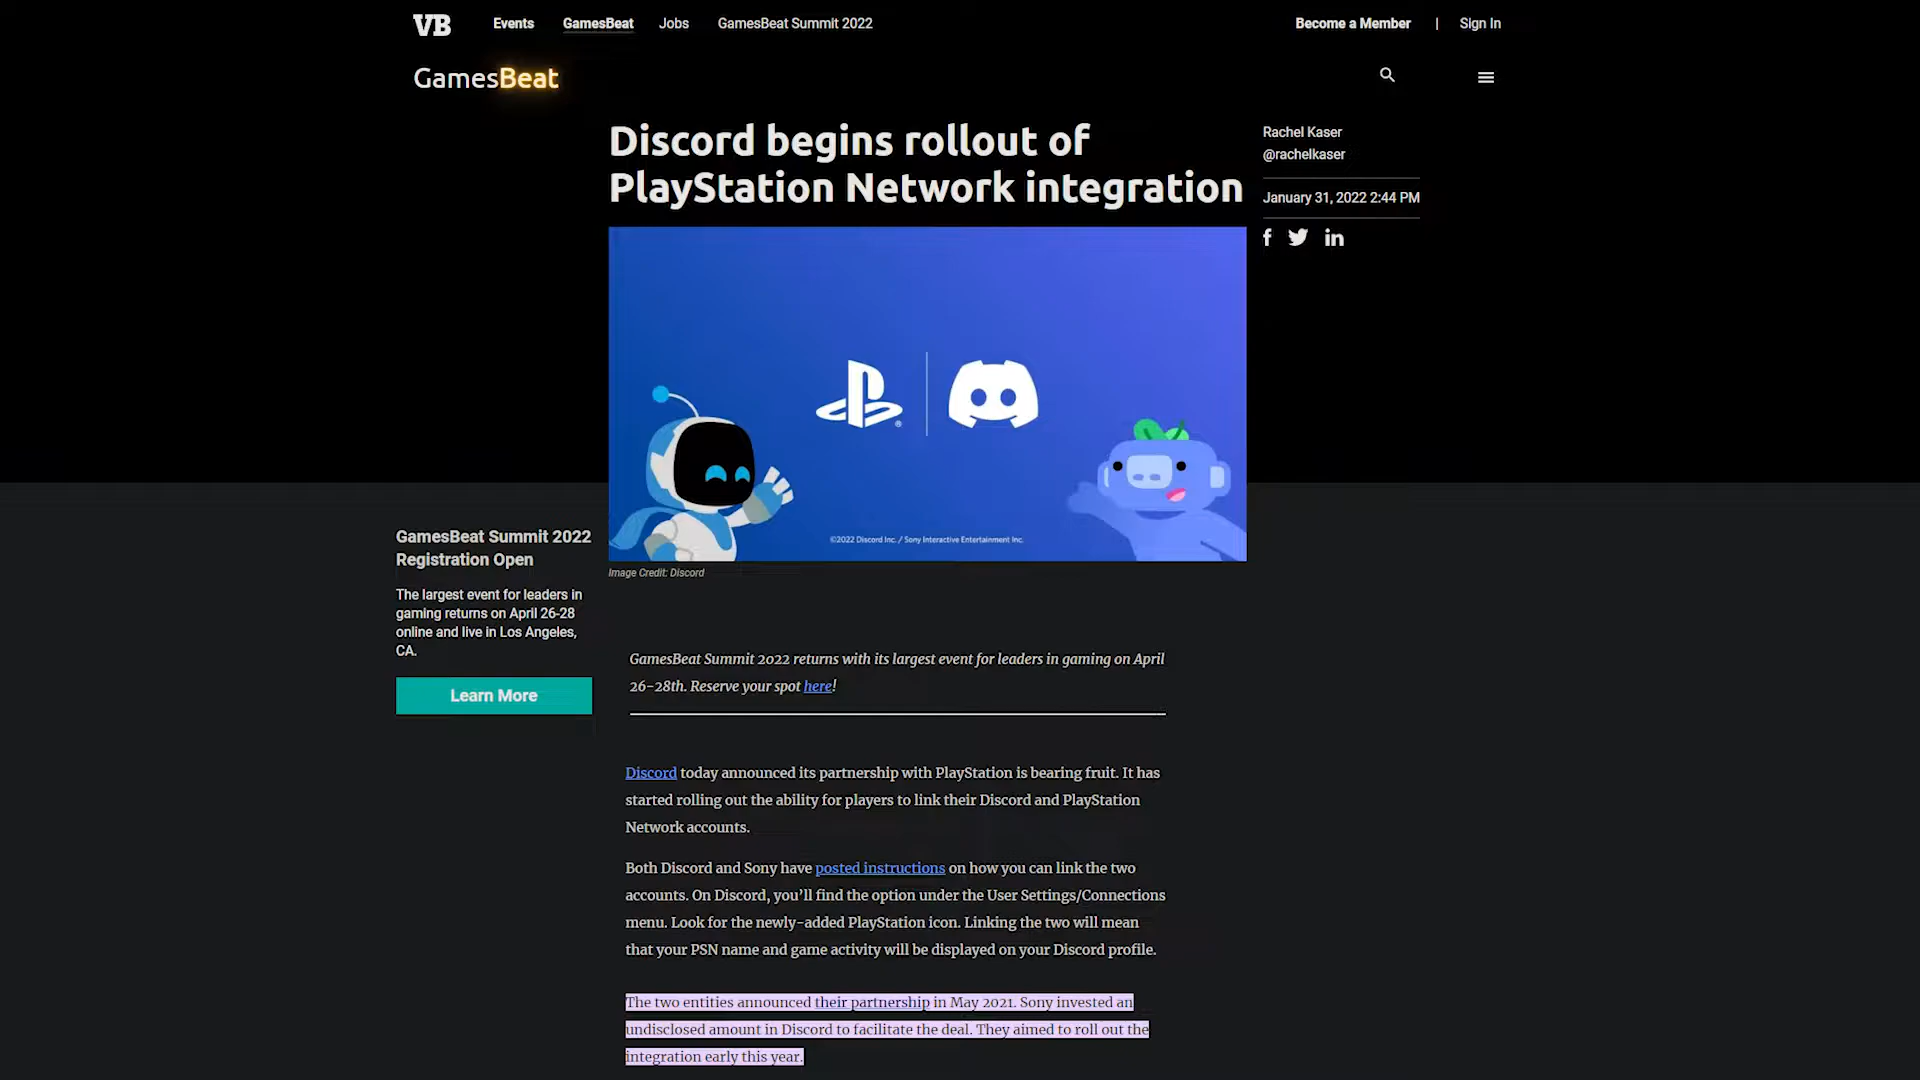 VB Events GamesBeat Jobs GamesBeat Summit 2022 Become a Member | Sign In
GamesBeat
Discord begins rollout of
PlayStation Network integration
Rachel Kaser
@rachelkaser
January 31, 2022 2:44 PM
©2022 Discord Inc. / Sony Interactive Entertainment Inc.
Image Credit: Discord
GamesBeat Summit 2022
Registration Open
The largest event for leaders in
gaming returns on April 26-28
online and live in Los Angeles,
CA.
Learn More
GamesBeat Summit 2022 returns with its largest event for leaders in gaming on April
26-28th. Reserve your spot here!
Discord today announced its partnership with PlayStation is bearing fruit. It has
started rolling out the ability for players to link their Discord and PlayStation
Network accounts.
Both Discord and Sony have posted instructions on how you can link the two
accounts. On Discord, you’ll find the option under the User Settings/Connections
menu. Look for the newly-added PlayStation icon. Linking the two will mean
that your PSN name and game activity will be displayed on your Discord profile.
The two entities announced their partnership in May 2021. Sony invested an
undisclosed amount in Discord to facilitate the deal. They aimed to roll out the
integration early this year.